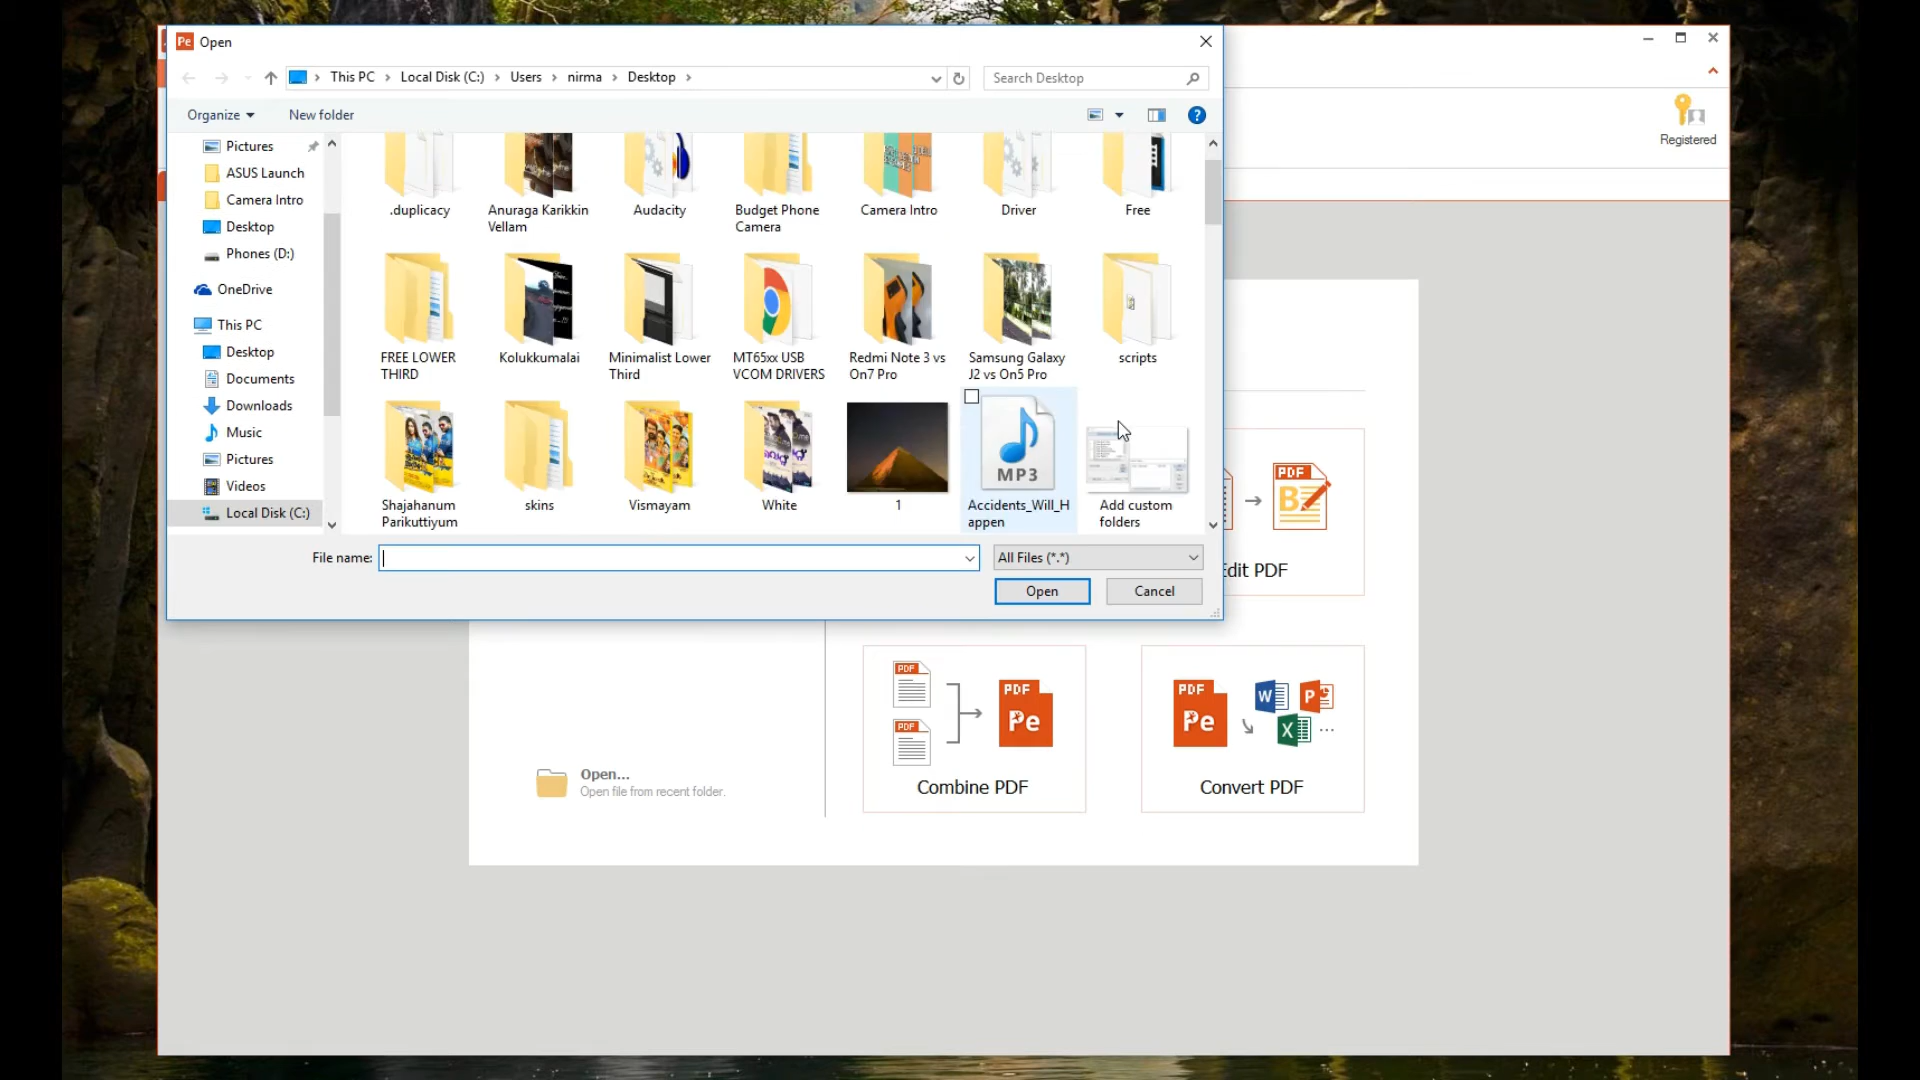 Pe Open
This PC Local Disk (C:) Users nirma Desktop
Search Desktop
Organize New folder
Registered
Pictures
ASUS Launch
Camera Intro
Desktop
Phones (D:)
OneDrive
This PC
Desktop
Documents
Downloads
Music
Pictures
Videos
Local Disk (C:)
.duplicacy
Anuraga Karikkin
Vellam
Audacity
Budget Phone
Camera
Camera Intro
Driver
Free
FREE LOWER
THIRD
Kolukkumalai
Minimalist Lower
Third
MT65xx USB
VCOM DRIVERS
Redmi Note 3 vs
On7 Pro
Samsung Galaxy
J2 vs On5 Pro
scripts
Shajahanum
Parikuttiyum
skins
Vismayam
White
1
MP3
Accidents_Will_H
appen
Add custom
folders
File name:
All Files (*.*)
Open
Cancel
PDF
B
Edit PDF
Open...
Open file from recent folder.
PDF
PDF
PDF
Pe
Combine PDF
PDF
Pe
W
P
X
...
Convert PDF